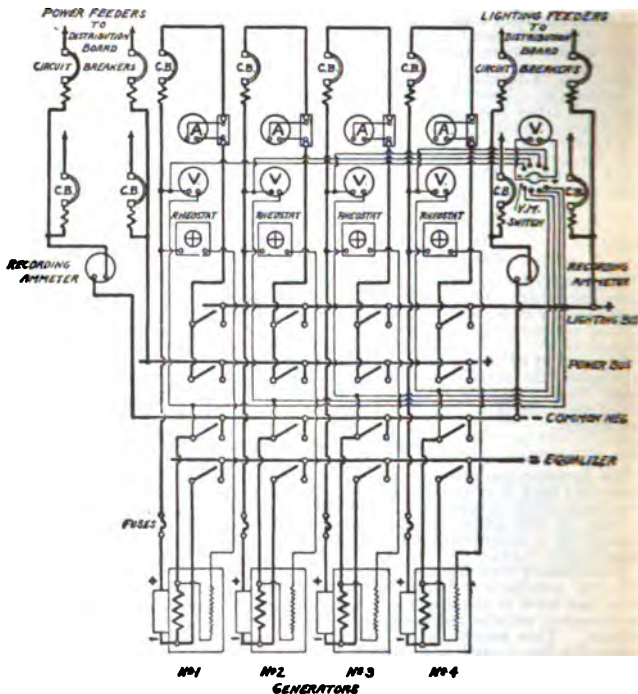 POWER FEEDERS
TO
DISTRIBUTION
BOARD
CIRCUIT BREAKERS
LIGHTING FEEDERS
TO
DISTRIBUTION
BOARD
CIRCUIT BREAKERS
C.B. C.B. C.B. C.B.
A A A A
V.
C.B. C.B.
V V V V.
C.B. C.B.
V.M.
SWITCH
RHEOSTAT RHEOSTAT RHEOSTAT RHEOSTAT
RECORDING
AMMETER
RECORDING
AMMETER
+
LIGHTING BUS
+
POWER BUS
- COMMON NEG.
= EQUALIZER
FUSES
+ + + +
- - - -
No1 No2 No3 No4
GENERATORS